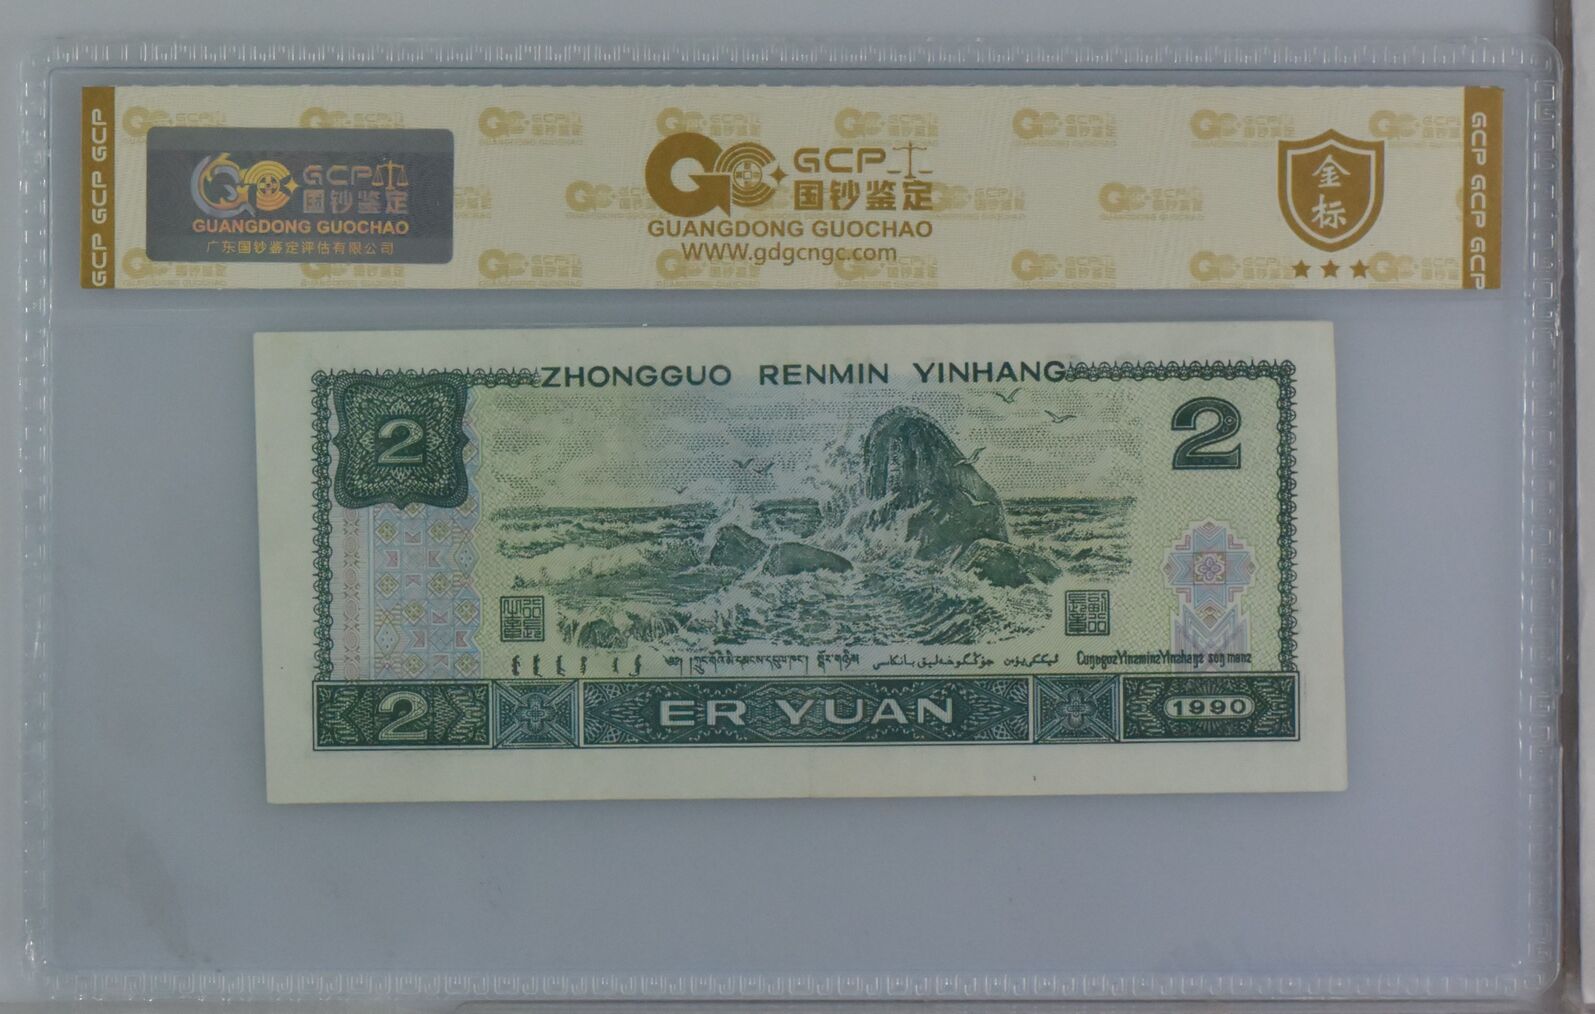 GCP GCP GCP
GCP
国钞鉴定
GUANGDONG GUOCHAO
广东国钞鉴定评估有限公司
GCP
国钞鉴定
GUANGDONG GUOCHAO
WWW.gdgcngc.com
金标
GCP GCP GCP
ZHONGGUO RENMIN YINHANG
2
2
2
ER YUAN
1990